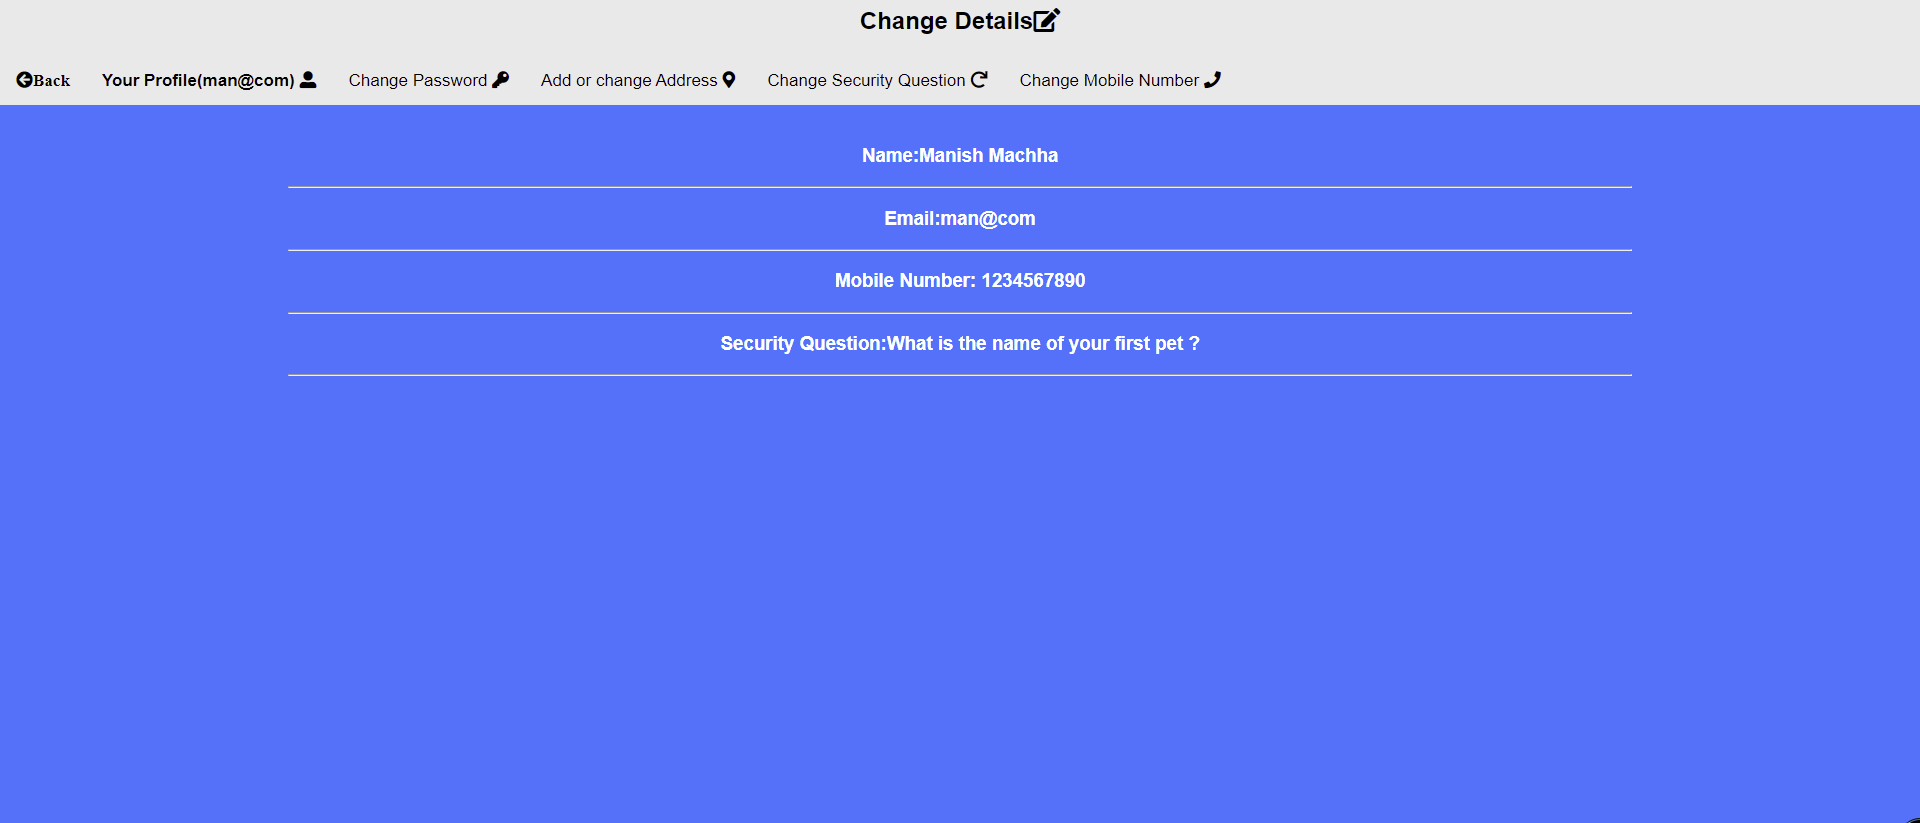 Change Details
Back Your Profile(man@com) Change Password Add or change Address Change Security Question Change Mobile Number
Name:Manish Machha
Email:man@com
Mobile Number: 1234567890
Security Question:What is the name of your first pet ?